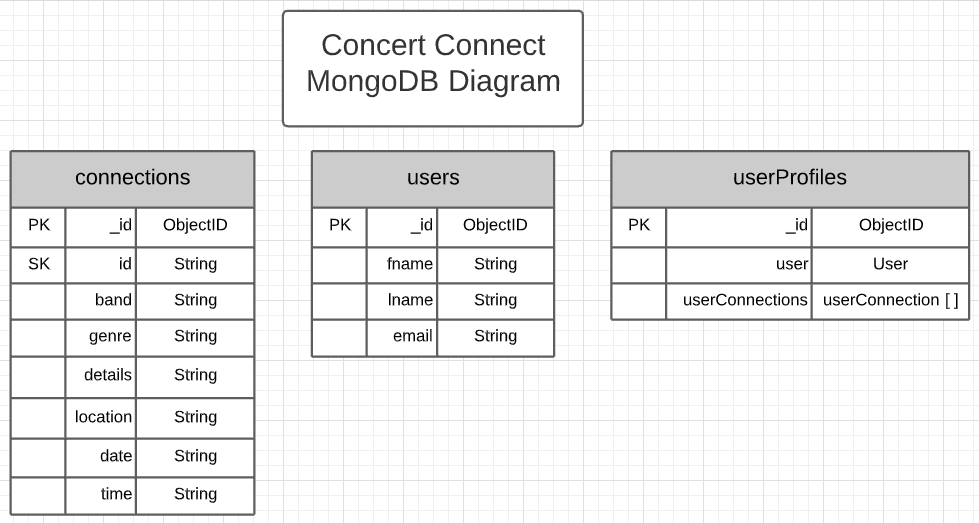 Concert Connect
MongoDB Diagram
connections
PK _id ObjectID
SK id String
band String
genre String
details String
location String
date String
time String
users
PK _id ObjectID
fname String
lname String
email String
userProfiles
PK _id ObjectID
user User
userConnections userConnection [ ]